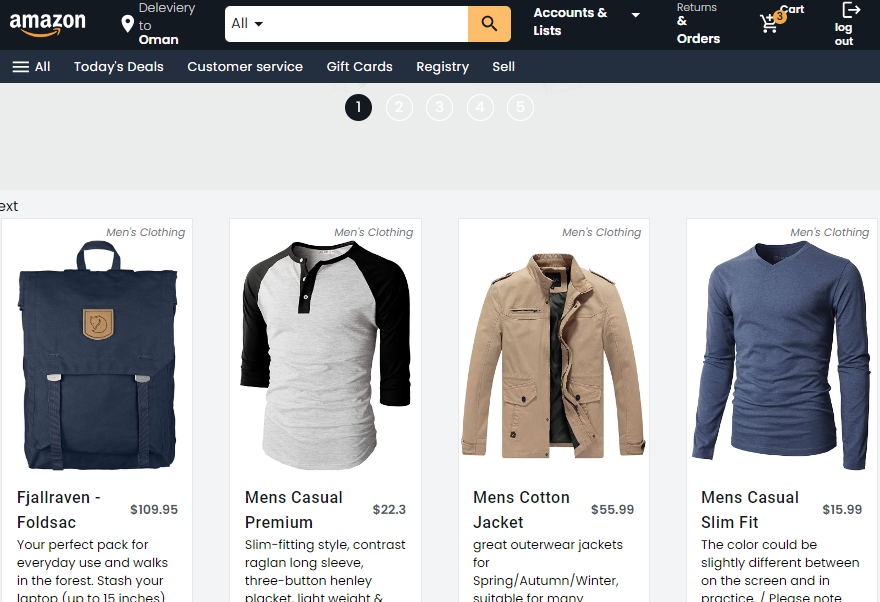 amazon
Deleviery
to
Oman
All
Accounts &
Lists
Returns
&
Orders
3
Cart
log
out
All Today's Deals Customer service Gift Cards Registry Sell
1 2 3 4 5
ext
Men's Clothing
Fjallraven -
Foldsac
$109.95
Your perfect pack for
everyday use and walks
in the forest. Stash your
laptop (up to 15 inches)
Men's Clothing
Mens Casual
Premium
$22.3
Slim-fitting style, contrast
raglan long sleeve,
three-button henley
placket, light weight &
Men's Clothing
Mens Cotton
Jacket
$55.99
great outerwear jackets
for
Spring/Autumn/Winter,
suitable for many
Men's Clothing
Mens Casual
Slim Fit
$15.99
The color could be
slightly different between
on the screen and in
practice. / Please note